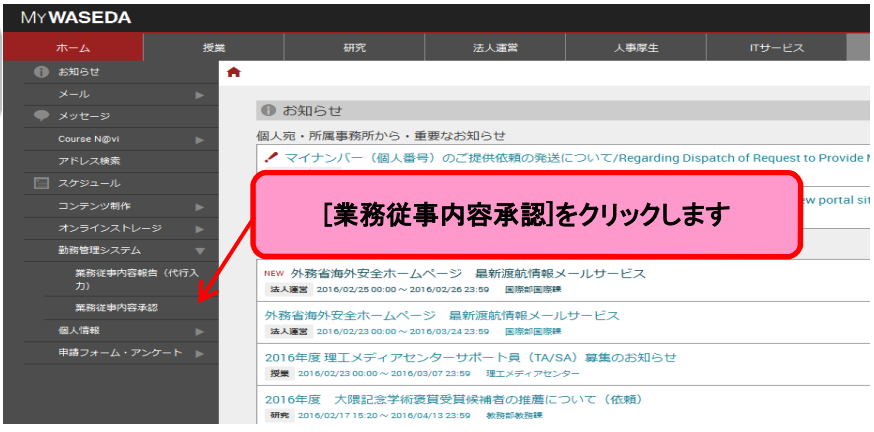 MYWASEDA
ホーム 授業 研究 法人運営 人事厚生 ITサービス
お知らせ
メール
メッセージ
Course N@vi
アドレス検索
スケジュール
コンテンツ制作
オンラインストレージ
勤務管理システム
業務従事内容報告（代行入
力）
業務従事内容承認
個人情報
申請フォーム・アンケート
お知らせ
個人宛・所属事務所から・重要なお知らせ
マイナンバー（個人番号）のご提供依頼の発送について/Regarding Dispatch of Request to Provide
portal
[業務従事内容承認]をクリックします
NEW 外務省海外安全ホームページ 最新渡航情報メールサービス
法人運営 2016/02/25 00:00～2016/02/26 23:59 国際部国際課
外務省海外安全ホームページ 最新渡航情報メールサービス
法人運営 2016/02/23 00:00～2016/03/24 23:59 国際部国際課
2016年度 理工メディアセンターサポート員（TA/SA）募集のお知らせ
授業 2016/02/23 00:00～2016/03/07 23:59 理工メディアセンター
2016年度 大隈記念学術褒賞受賞候補者の推薦について（依頼）
研究 2016/02/17 15:20～2016/04/13 23:59 教務部教務課